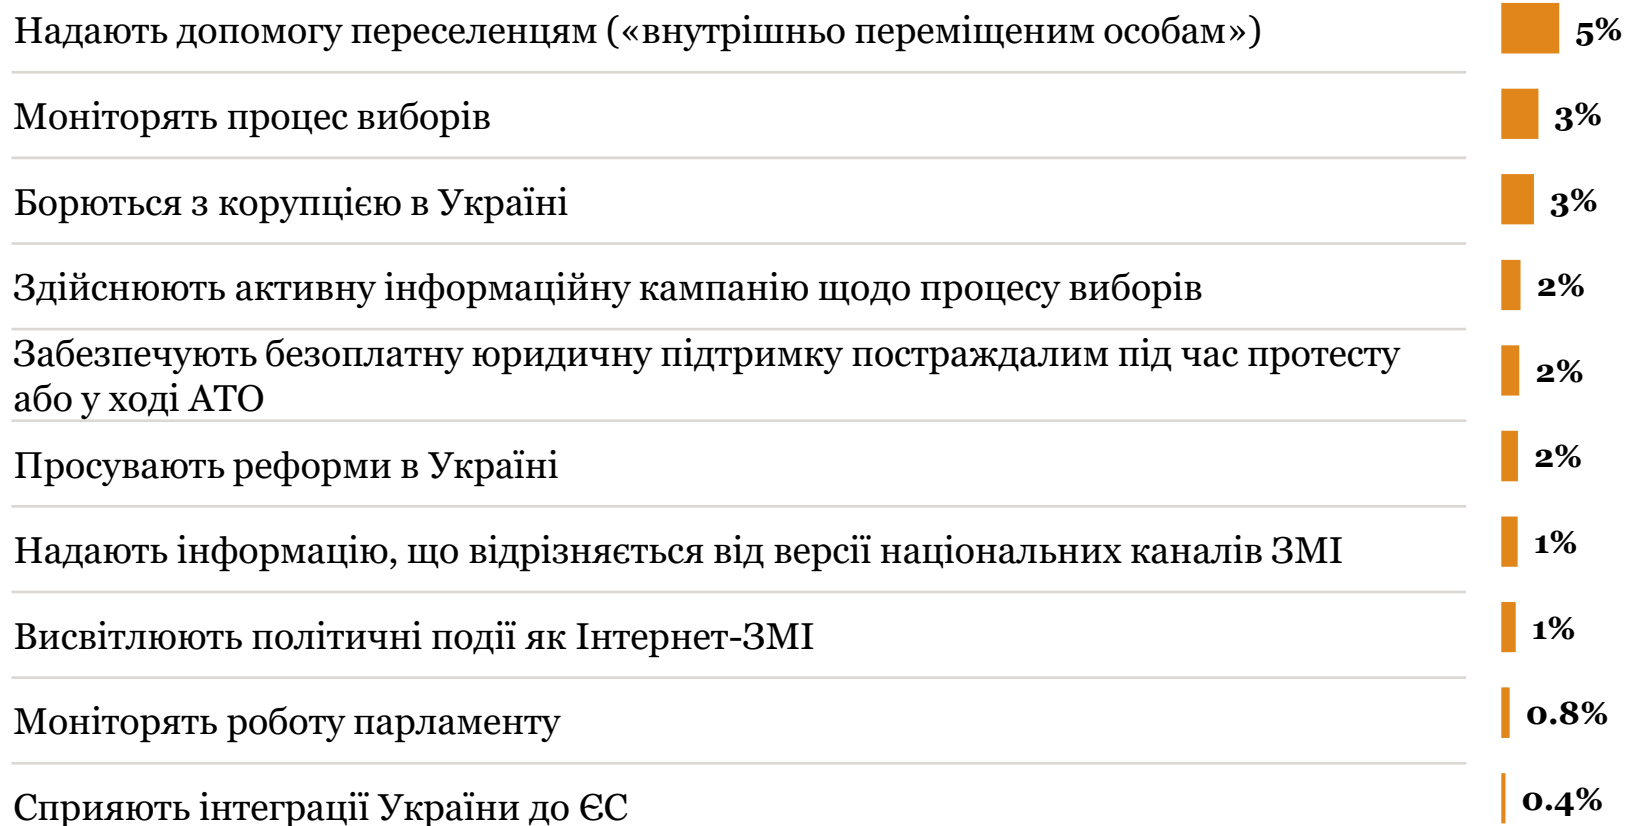 Надають допомогу переселенцям («внутрішньо переміщеним особам») 5%
Моніторять процес виборів 3%
Борються з корупцією в Україні 3%
Здійснюють активну інформаційну кампанію щодо процесу виборів 2%
Забезпечують безоплатну юридичну підтримку постраждалим під час протесту
або у ході АТО 2%
Просувають реформи в Україні 2%
Надають інформацію, що відрізняється від версії національних каналів ЗМІ 1%
Висвітлюють політичні події як Інтернет-ЗМІ 1%
Моніторять роботу парламенту 0.8%
Сприяють інтеграції України до ЄС 0.4%